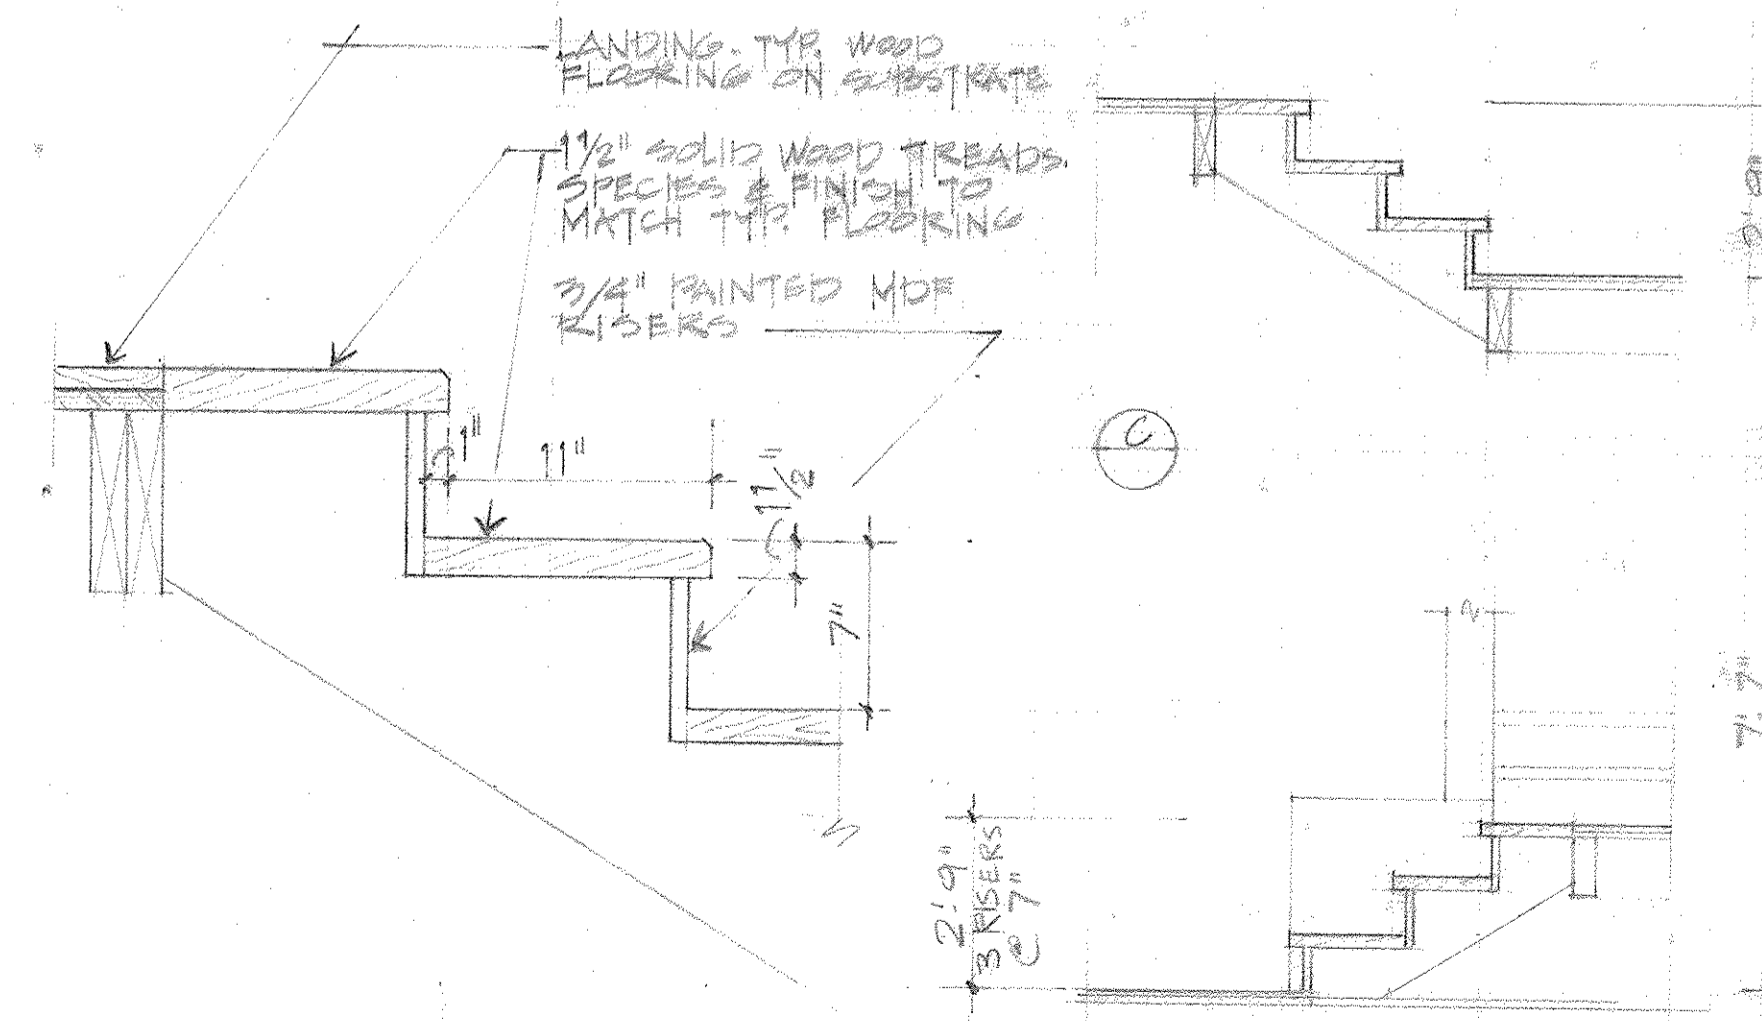 LANDING. TYP. WOOD
FLOORING ON SUBSTRATE
1 1/2" SOLID WOOD TREADS.
SPECIES & FINISH TO
MATCH TYP. FLOORING
3/4" PAINTED MDF
RISERS
1"
11"
1 1/2"
7"
C
2'-9"
3 RISERS
@ 7"